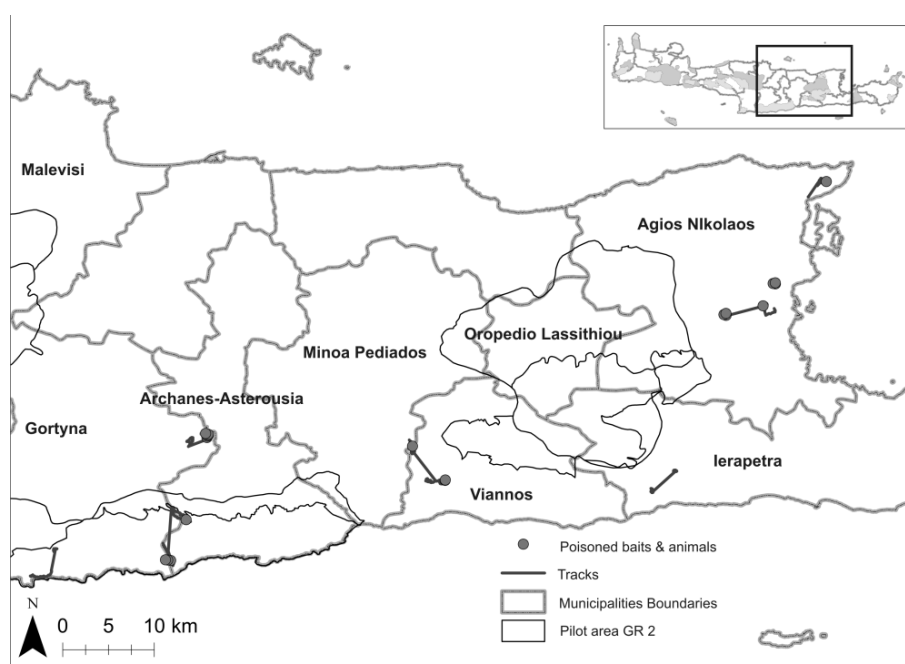 Malevisi
Agios NIkolaos
Oropedio Lassithiou
Minoa Pediados
Archanes-Asterousia
Gortyna
Ierapetra
Viannos
Poisoned baits & animals
Tracks
Municipalities Boundaries
Pilot area GR 2
N
0 5 10 km